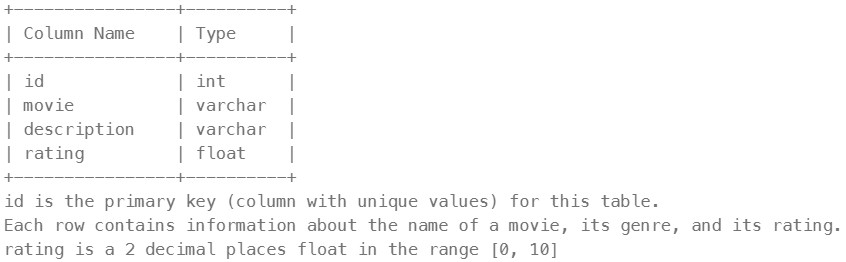 +----------------+----------+
| Column Name    | Type     |
+----------------+----------+
| id             | int      |
| movie          | varchar  |
| description    | varchar  |
| rating         | float    |
+----------------+----------+
id is the primary key (column with unique values) for this table.
Each row contains information about the name of a movie, its genre, and its rating.
rating is a 2 decimal places float in the range [0, 10]